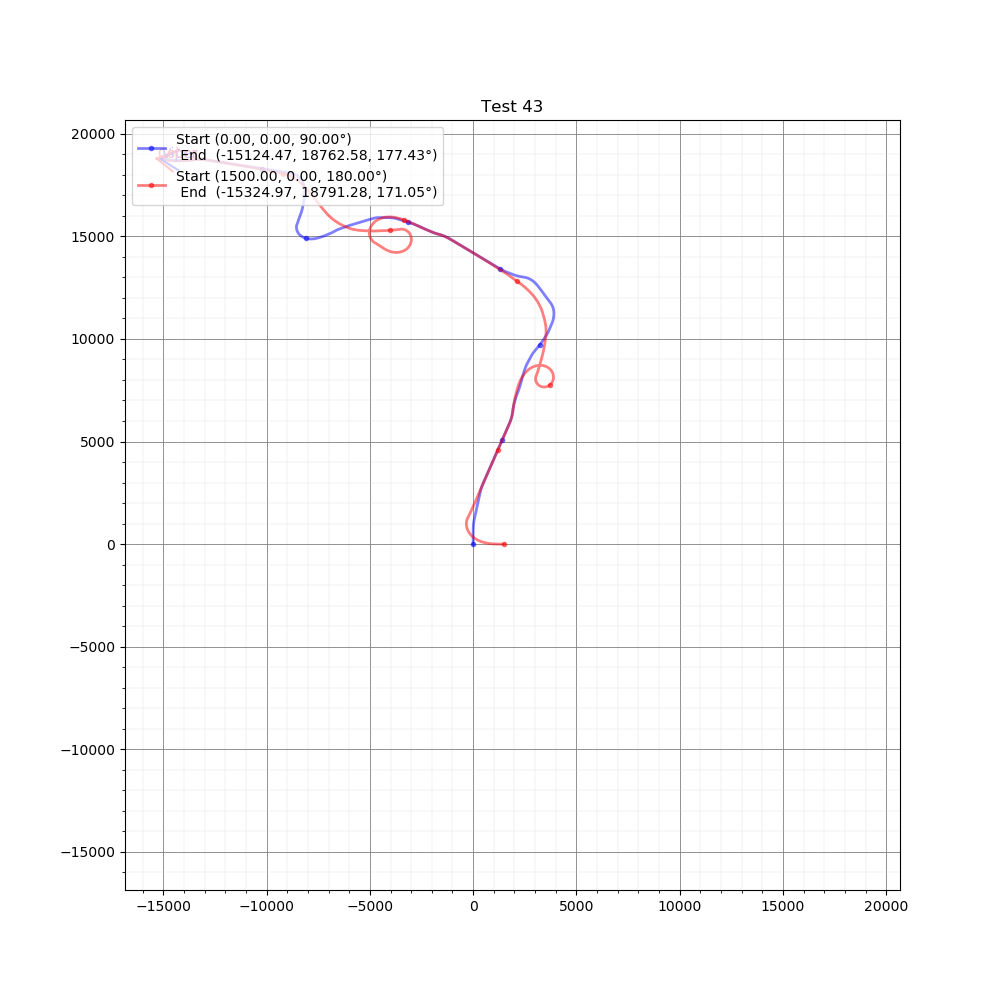 Test 43
Start (0.00, 0.00, 90.00°)
End (-15124.47, 18762.58, 177.43°)
Start (1500.00, 0.00, 180.00°)
End (-15324.97, 18791.28, 171.05°)
20000
15000
10000
5000
0
−5000
−10000
−15000
−15000 −10000 −5000 0 5000 10000 15000 20000